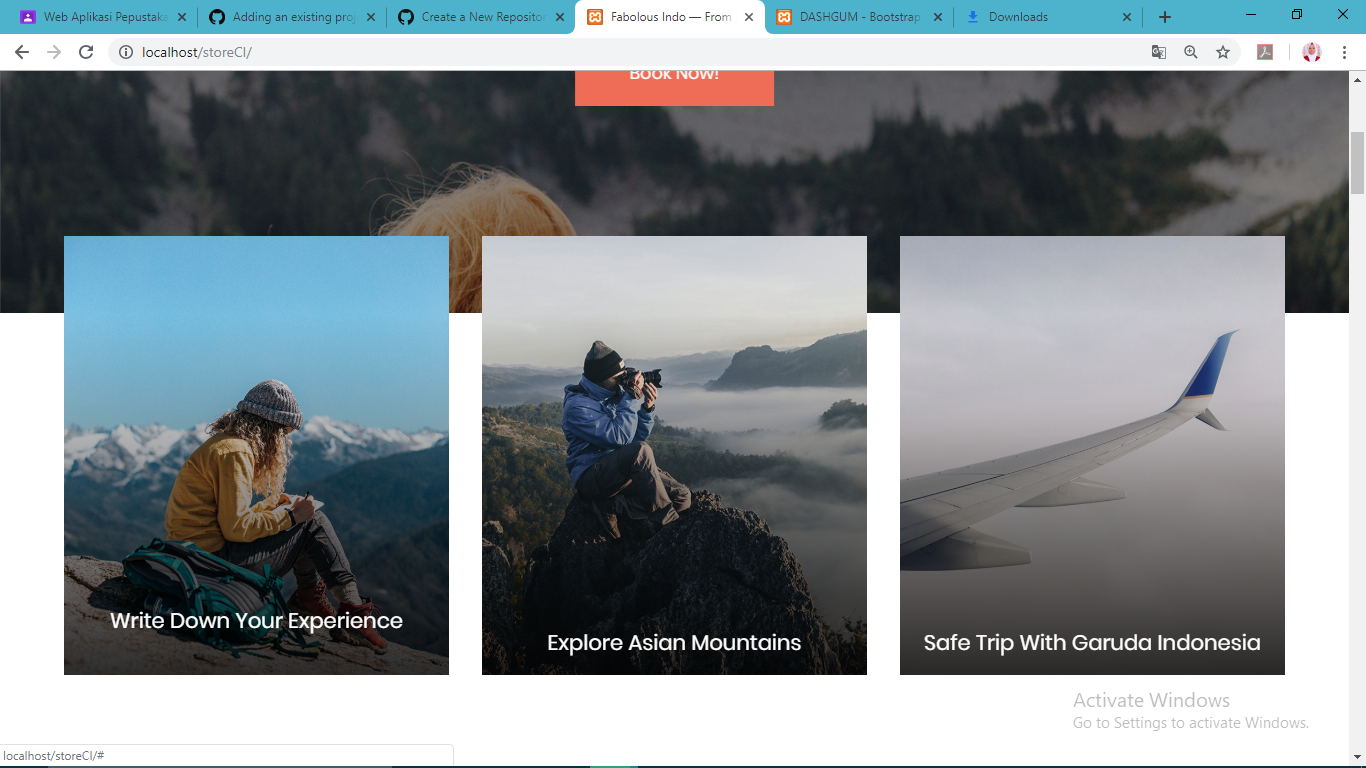 Web Aplikasi Pepustaka
Adding an existing proj
Create a New Repositor
Fabolous Indo — From
DASHGUM - Bootstrap
Downloads
localhost/storeCI/
Book Now!
Write Down Your Experience
Explore Asian Mountains
Safe Trip With Garuda Indonesia
Activate Windows
Go to Settings to activate Windows.
localhost/storeCI/#